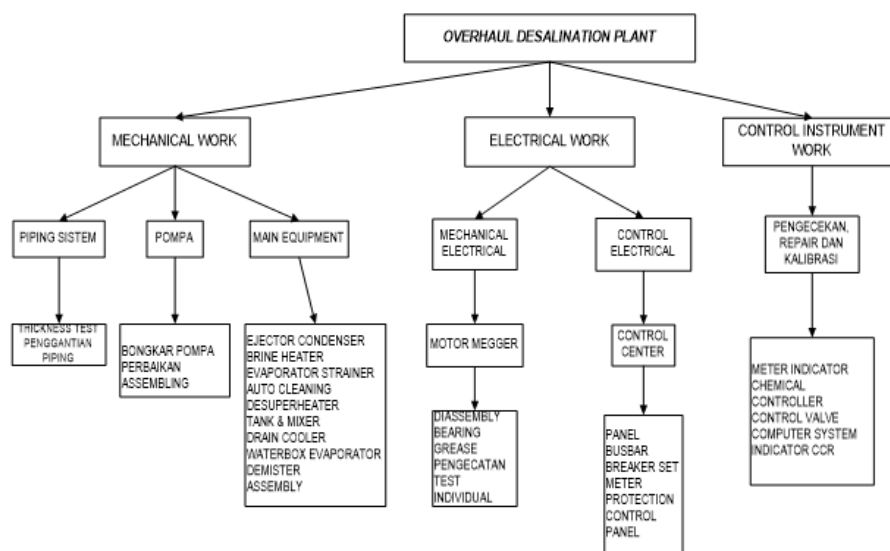 OVERHAUL DESALINATION PLANT
MECHANICAL WORK
ELECTRICAL WORK
CONTROL INSTRUMENT
WORK
PIPING SISTEM
POMPA
MAIN EQUIPMENT
MECHANICAL
ELECTRICAL
CONTROL
ELECTRICAL
PENGECEKAN,
REPAIR DAN
KALIBRASI
THICKNESS TEST
PENGGANTIAN
PIPING
BONGKAR POMPA
PERBAIKAN
ASSEMBLING
EJECTOR CONDENSER
BRINE HEATER
EVAPORATOR STRAINER
AUTO CLEANING
DESUPERHEATER
TANK & MIXER
DRAIN COOLER
WATERBOX EVAPORATOR
DEMISTER
ASSEMBLY
MOTOR MEGGER
CONTROL
CENTER
DIASSEMBLY
BEARING
GREASE
PENGECATAN
TEST
INDIVIDUAL
PANEL
BUSBAR
BREAKER SET
METER
PROTECTION
CONTROL
PANEL
METER INDICATOR
CHEMICAL
CONTROLLER
CONTROL VALVE
COMPUTER SYSTEM
INDICATOR CCR